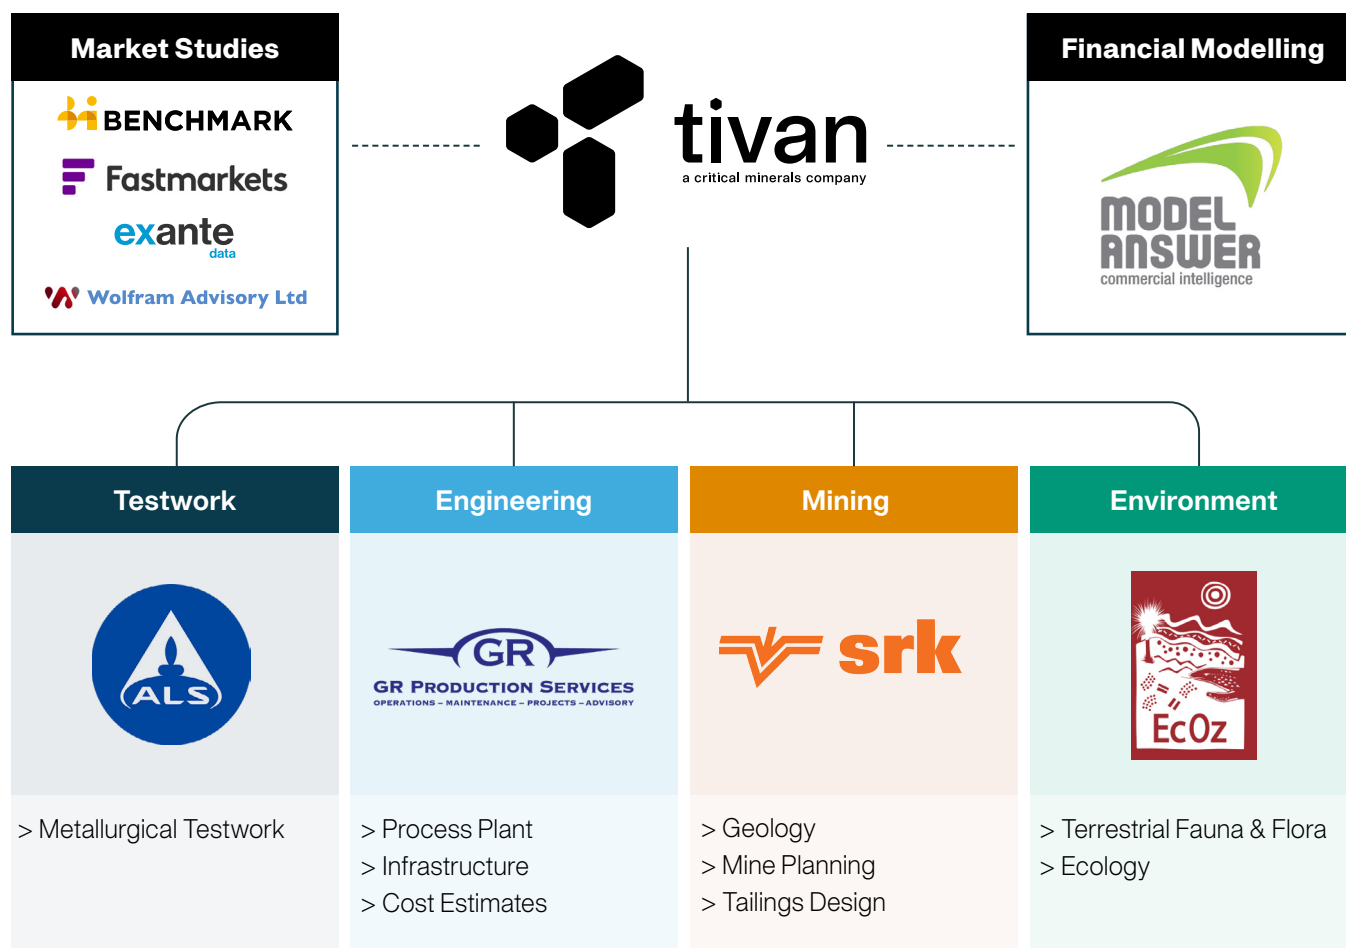 Market Studies
BENCHMARK
Fastmarkets
exante
data
Wolfram Advisory Ltd
tivan
a critical minerals company
Financial Modelling
MODEL
ANSWER
commercial intelligence
Testwork
ALS
> Metallurgical Testwork
Engineering
GR
GR PRODUCTION SERVICES
OPERATIONS – MAINTENANCE – PROJECTS – ADVISORY
> Process Plant
> Infrastructure
> Cost Estimates
Mining
srk
> Geology
> Mine Planning
> Tailings Design
Environment
EcOz
> Terrestrial Fauna & Flora
> Ecology